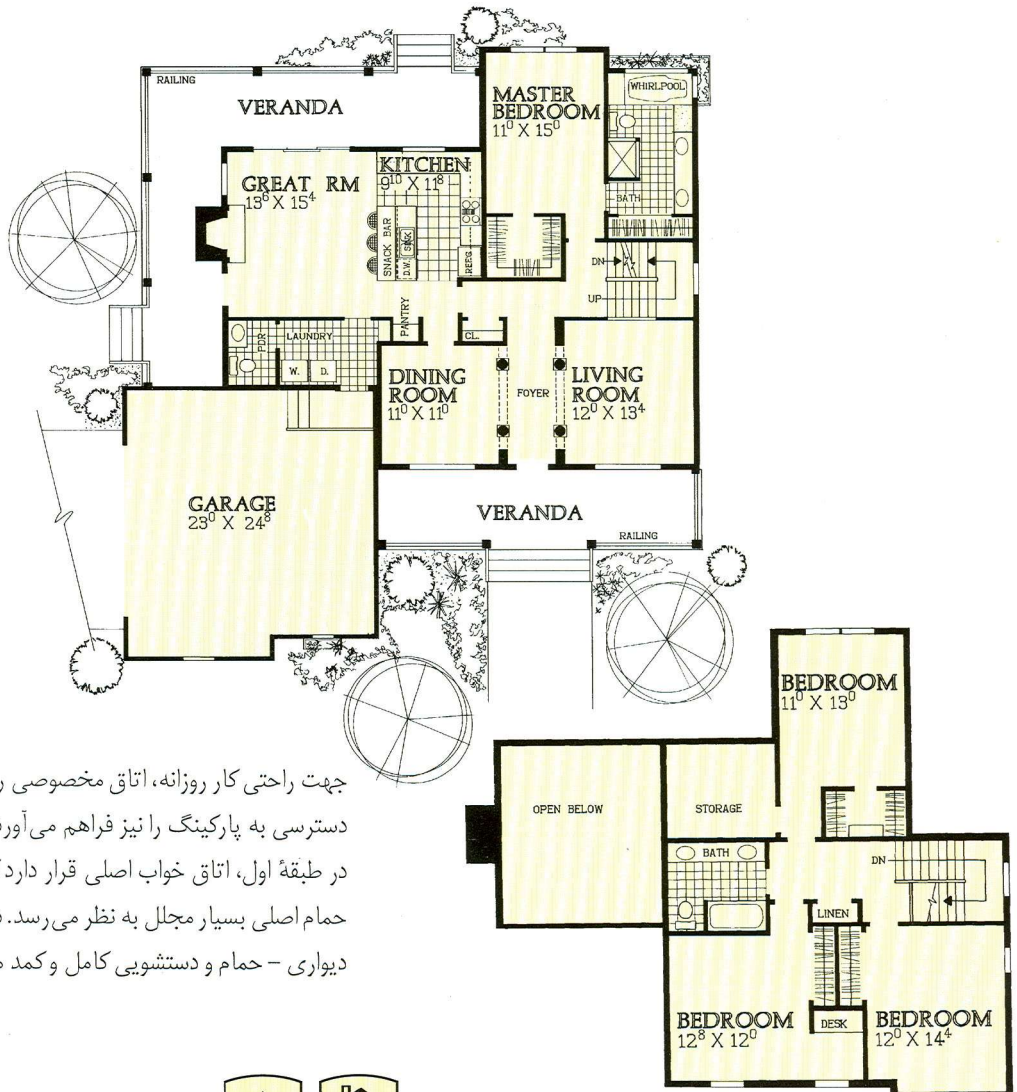 RAILING
VERANDA
MASTER
BEDROOM
11⁰ X 15⁰
WHIRLPOOL
BATH
KITCHEN
9¹⁰ X 11⁸
GREAT RM
13⁶ X 15⁴
SNACK BAR
SINK
D.W.
REFG
DN
UP
PANTRY
CL.
PDR
LAUNDRY
W.
D.
DINING
ROOM
11⁰ X 11⁰
FOYER
LIVING
ROOM
12⁰ X 13⁴
GARAGE
23⁰ X 24⁸
VERANDA
RAILING
BEDROOM
11⁰ X 13⁰
OPEN BELOW
STORAGE
BATH
DN
LINEN
BEDROOM
12⁸ X 12⁰
DESK
BEDROOM
12⁰ X 14⁴
جهت راحتی کار روزانه، اتاق مخصوصی
دسترسی به پارکینگ را نیز فراهم می‌آورد
در طبقهٔ اول، اتاق خواب اصلی قرار دارد
حمام اصلی بسیار مجلل به نظر می‌رسد.
دیواری – حمام و دستشویی کامل و کمد